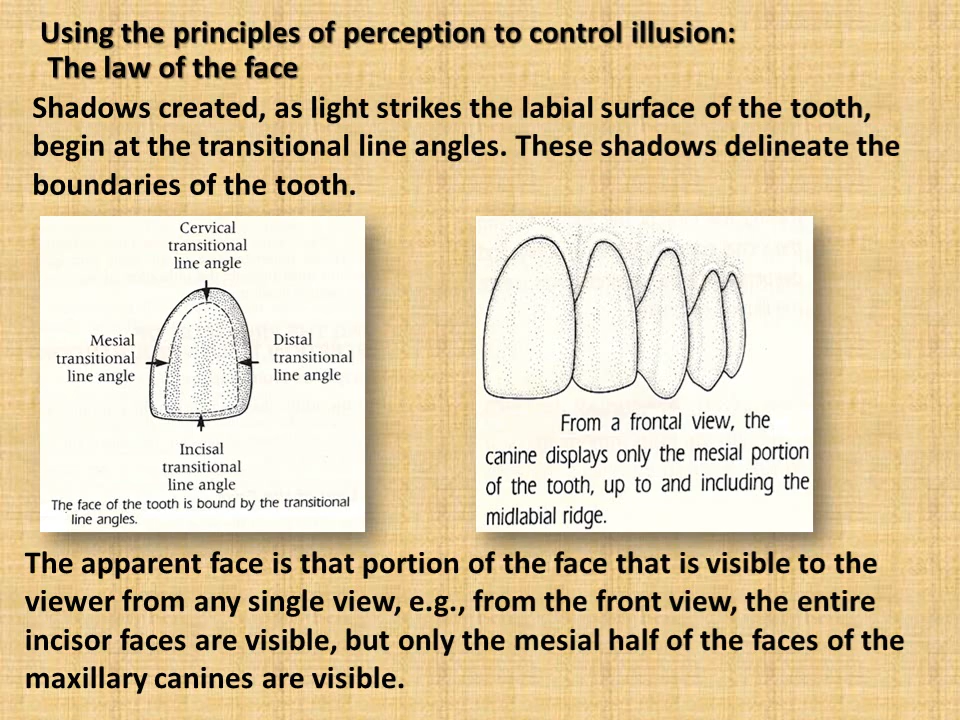 Using the principles of perception to control illusion:
The law of the face
Shadows created, as light strikes the labial surface of the tooth,
begin at the transitional line angles. These shadows delineate the
boundaries of the tooth.
Cervical
transitional
line angle
Mesial
transitional
line angle
Distal
transitional
line angle
Incisal
transitional
line angle
The face of the tooth is bound by the transitional
line angles.
From a frontal view, the
canine displays only the mesial portion
of the tooth, up to and including the
midlabial ridge.
The apparent face is that portion of the face that is visible to the
viewer from any single view, e.g., from the front view, the entire
incisor faces are visible, but only the mesial half of the faces of the
maxillary canines are visible.